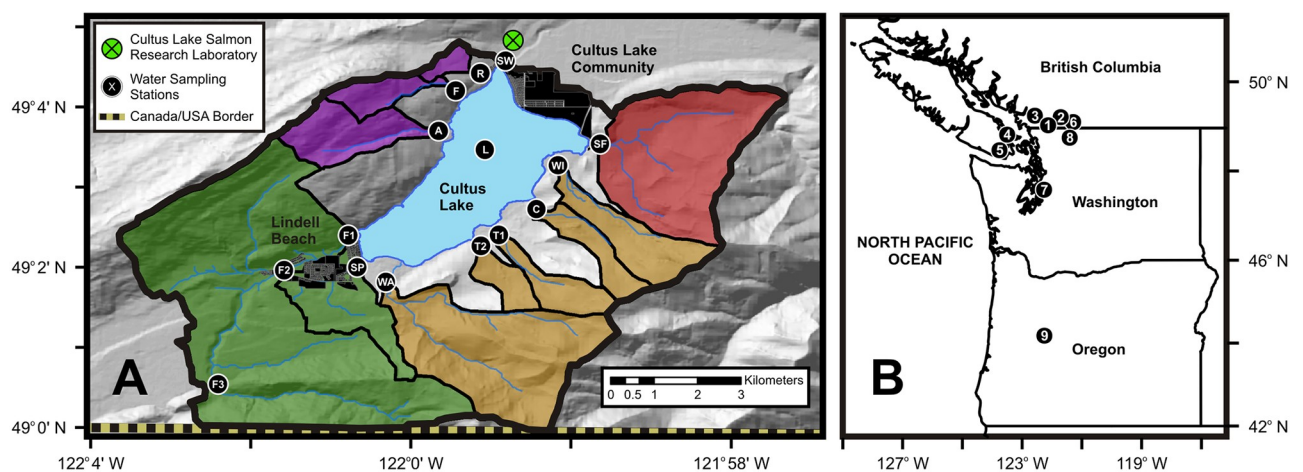 Cultus Lake Salmon
Research Laboratory
X
Water Sampling
Stations
Canada/USA Border
49°4' N
49°2' N
49°0' N
122°4' W
122°0' W
121°58' W
Cultus Lake
Community
SW
R
F
A
L
SF
WI
C
T1
T2
F1
F2
SP
WA
F3
Cultus
Lake
Lindell
Beach
A
Kilometers
0 0.5 1 2 3
British Columbia
Washington
Oregon
NORTH PACIFIC
OCEAN
3
2
1
6
8
4
5
7
9
B
50°N
46°N
42°N
127°W
123°W
119°W